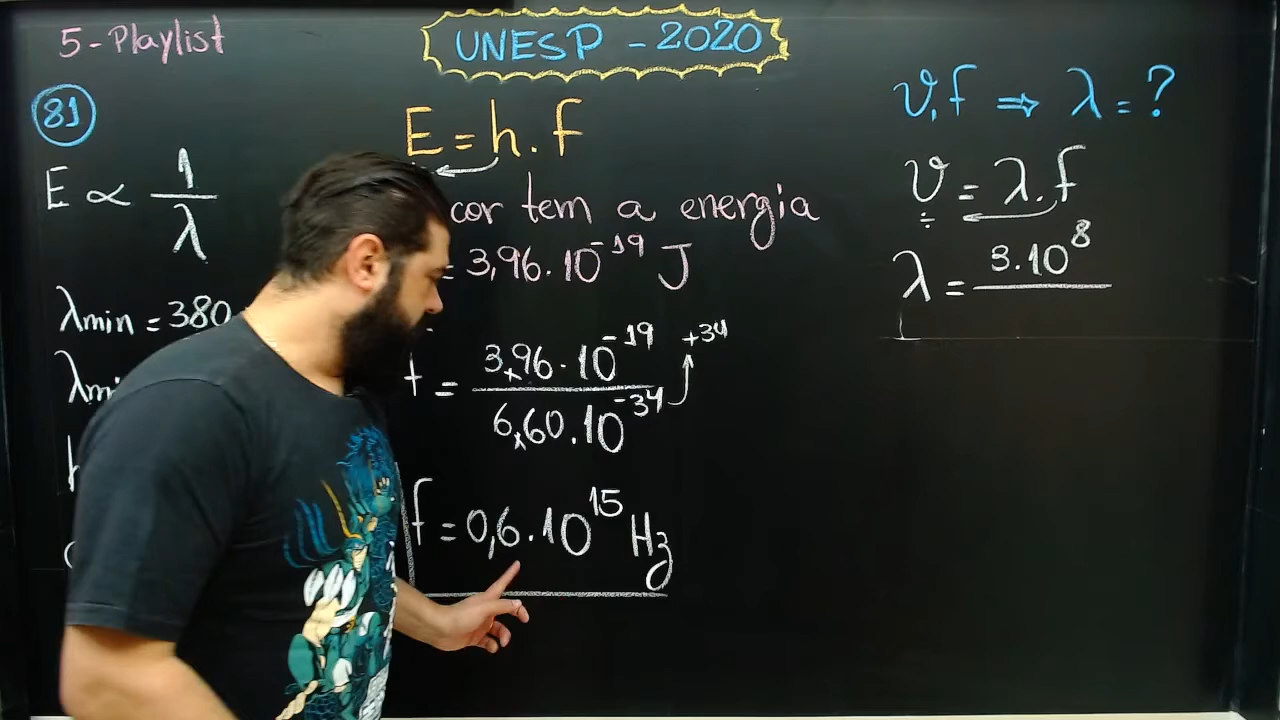 5 - Playlist
UNESP - 2020
81
E = h . f
E ∝ 1/λ
cor tem a energia
= 3,96 . 10^-19 J
λmin = 380
f = 3,96 . 10^-19 / 6,60 . 10^-34
+34
f = 0,6 . 10^15 Hz
v, f ⇒ λ = ?
v = λ . f
λ = 3 . 10^8